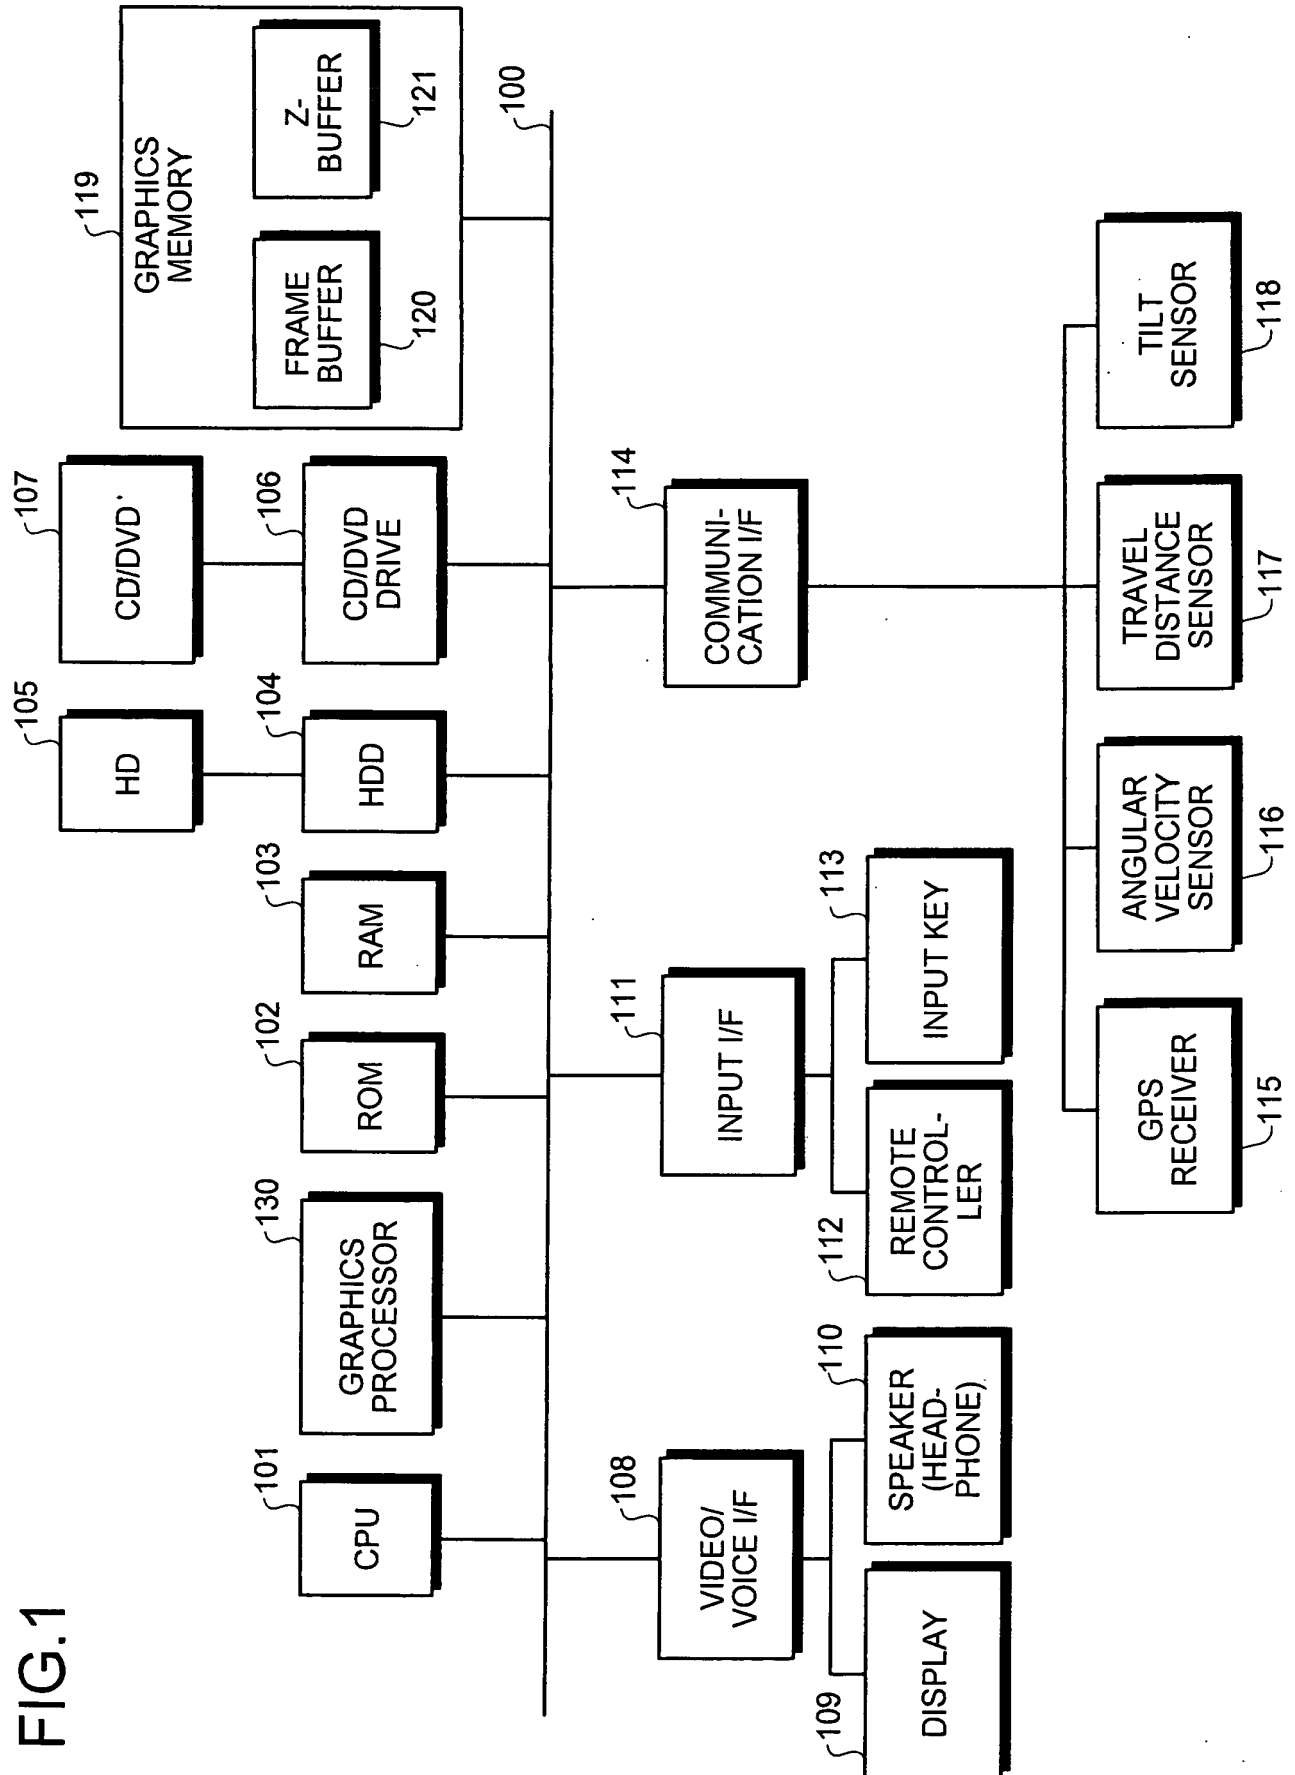 FIG.1
107
CD/DVD
105
HD
119
GRAPHICS
MEMORY
FRAME
BUFFER
120
Z-
BUFFER
121
101
CPU
130
GRAPHICS
PROCESSOR
102
ROM
103
RAM
104
HDD
106
CD/DVD
DRIVE
100
108
VIDEO/
VOICE I/F
111
INPUT I/F
114
COMMUNI-
CATION I/F
109
DISPLAY
110
SPEAKER
(HEAD-
PHONE)
112
REMOTE
CONTROL-
LER
113
INPUT KEY
GPS
RECEIVER
115
ANGULAR
VELOCITY
SENSOR
116
TRAVEL
DISTANCE
SENSOR
117
TILT
SENSOR
118